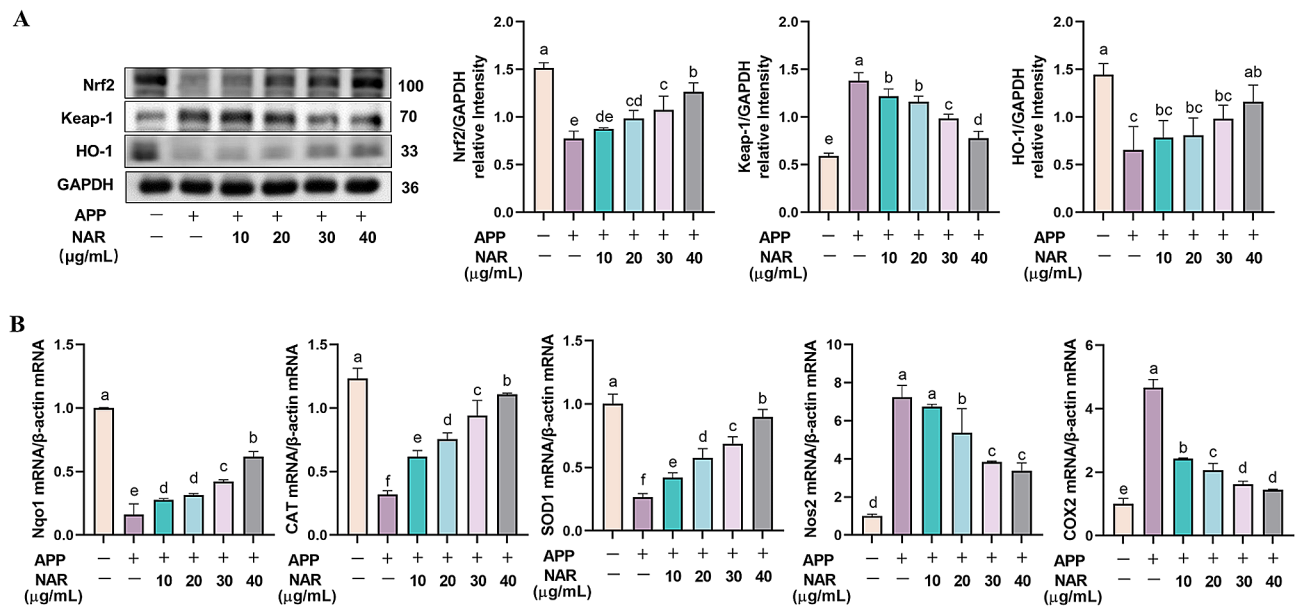 A
Nrf2
100
Keap-1
70
HO-1
33
GAPDH
36
APP − + + + + +
NAR − − 10 20 30 40
(μg/mL)
Nrf2/GAPDH
relative Intensity
2.0
1.5
1.0
0.5
0.0
a e de cd c b
APP − + + + + +
NAR − − 10 20 30 40
(μg/mL)
Keap-1/GAPDH
relative Intensity
2.0
1.5
1.0
0.5
0.0
e a b b c d
APP − + + + + +
NAR − − 10 20 30 40
(μg/mL)
HO-1/GAPDH
relative Intensity
2.0
1.5
1.0
0.5
0.0
a c bc bc bc ab
APP − + + + + +
NAR − − 10 20 30 40
(μg/mL)
B
Nqo1 mRNA/β-actin mRNA
1.5
1.0
0.5
0.0
a e d d c b
APP − + + + + +
NAR − − 10 20 30 40
(μg/mL)
CAT mRNA/β-actin mRNA
1.5
1.0
0.5
0.0
a f e d c b
APP − + + + + +
NAR − − 10 20 30 40
(μg/mL)
SOD1 mRNA/β-actin mRNA
1.5
1.0
0.5
0.0
a f e d c b
APP − + + + + +
NAR − − 10 20 30 40
(μg/mL)
Nos2 mRNA/β-actin mRNA
10
8
6
4
2
0
d a a b c c
APP − + + + + +
NAR − − 10 20 30 40
(μg/mL)
COX2 mRNA/β-actin mRNA
6
4
2
0
e a b c d d
APP − + + + + +
NAR − − 10 20 30 40
(μg/mL)